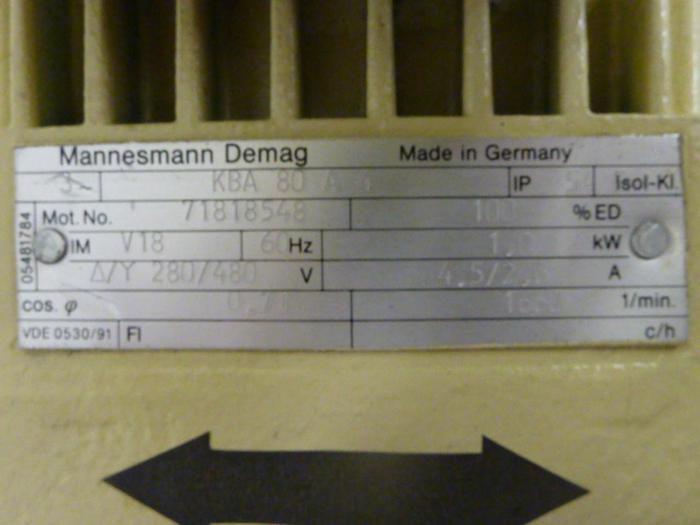 Mannesmann Demag Made in Germany
KBA 80 A IP Isol-Kl.
Mot. No. 71818548 100 % ED
IM V18 60 Hz kW
Δ/Y 280/480 V A
cos. φ 1/min.
VDE 0530/91 FI c/h
05481784